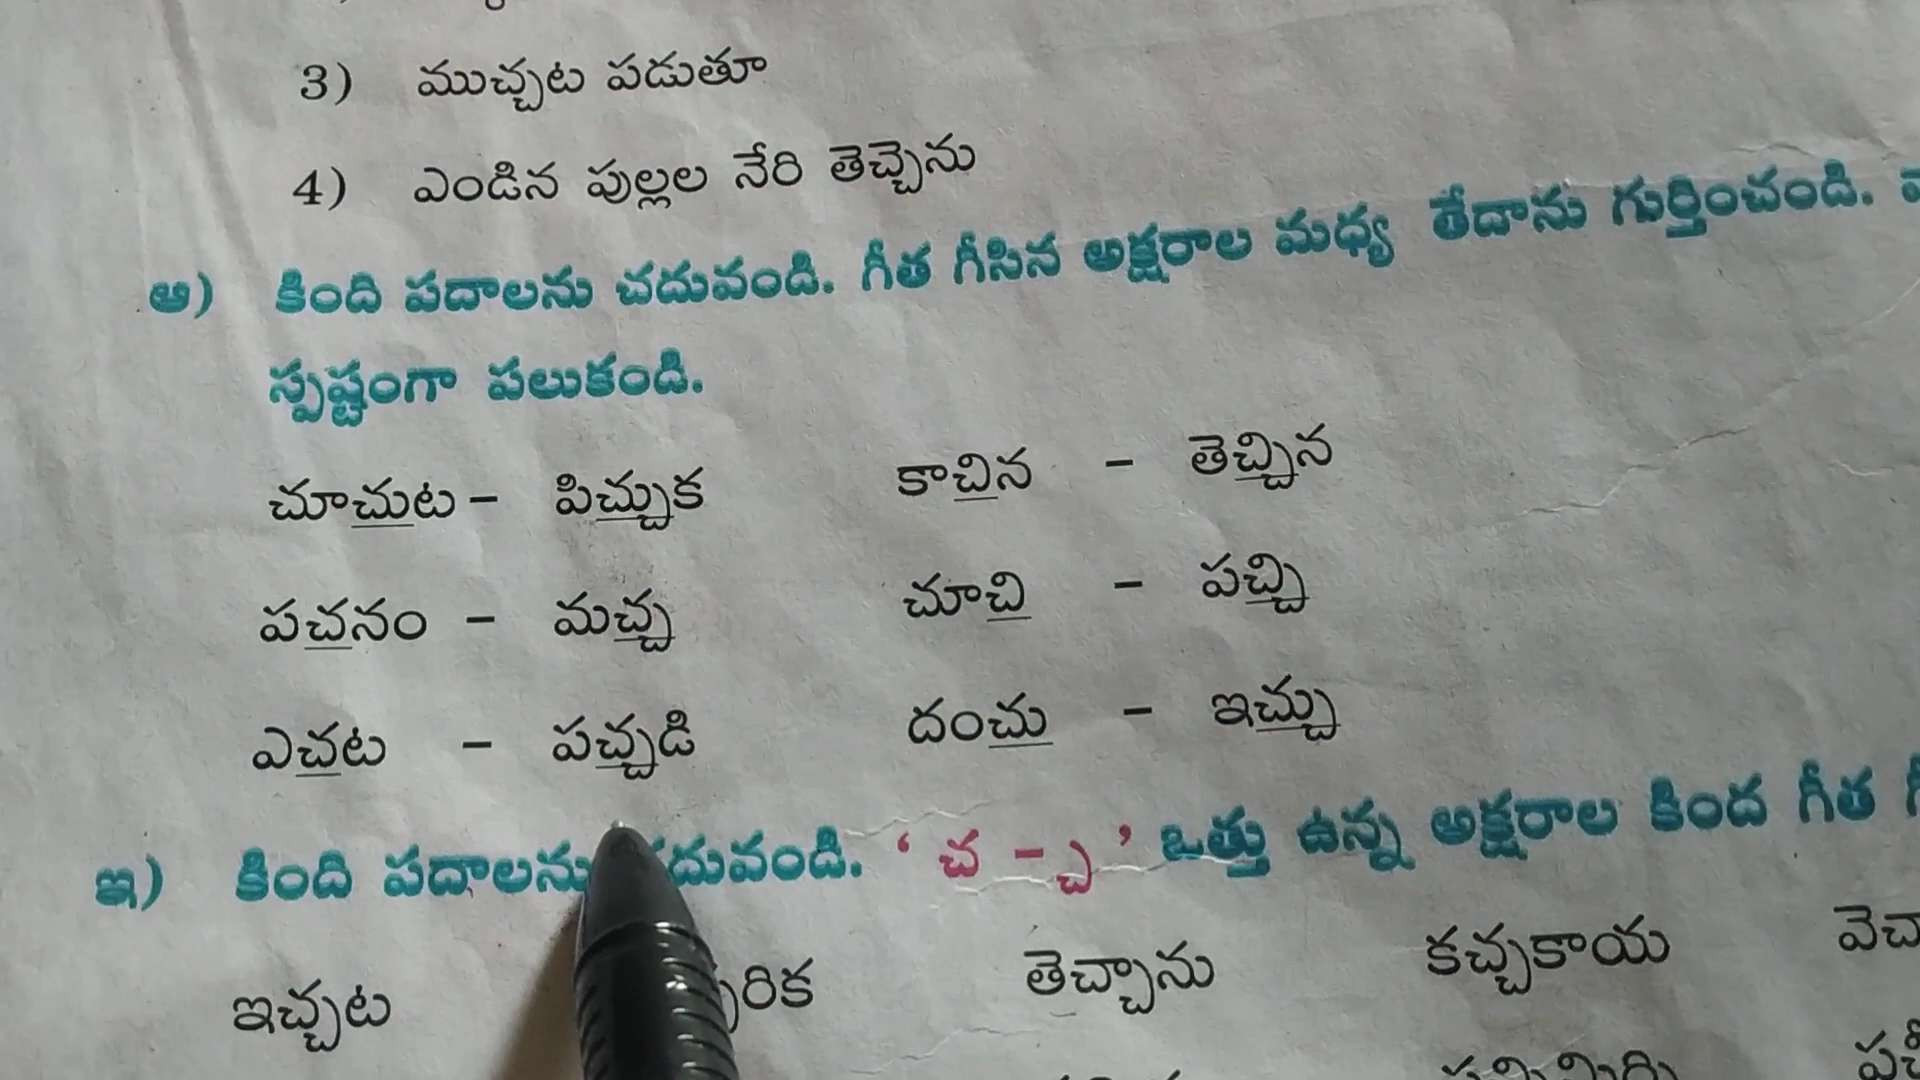 3) ముచ్చట పడుతూ
4) ఎండిన పుల్లల నేరి తెచ్చెను
ఆ) కింది పదాలను చదువండి. గీత గీసిన అక్షరాల మధ్య తేడాను గుర్తించండి.
స్పష్టంగా పలుకండి.
చూచుట - పిచ్చుక కాచిన - తెచ్చిన
పచనం - మచ్చ చూచి - పచ్చి
ఎచట - పచ్చడి దంచు - ఇచ్చు
ఇ) కింది పదాలను దువండి. ‘ చ - ్చ ’ ఒత్తు ఉన్న అక్షరాల కింద గీత
ఇచ్చట రిక తెచ్చాను కచ్చకాయ